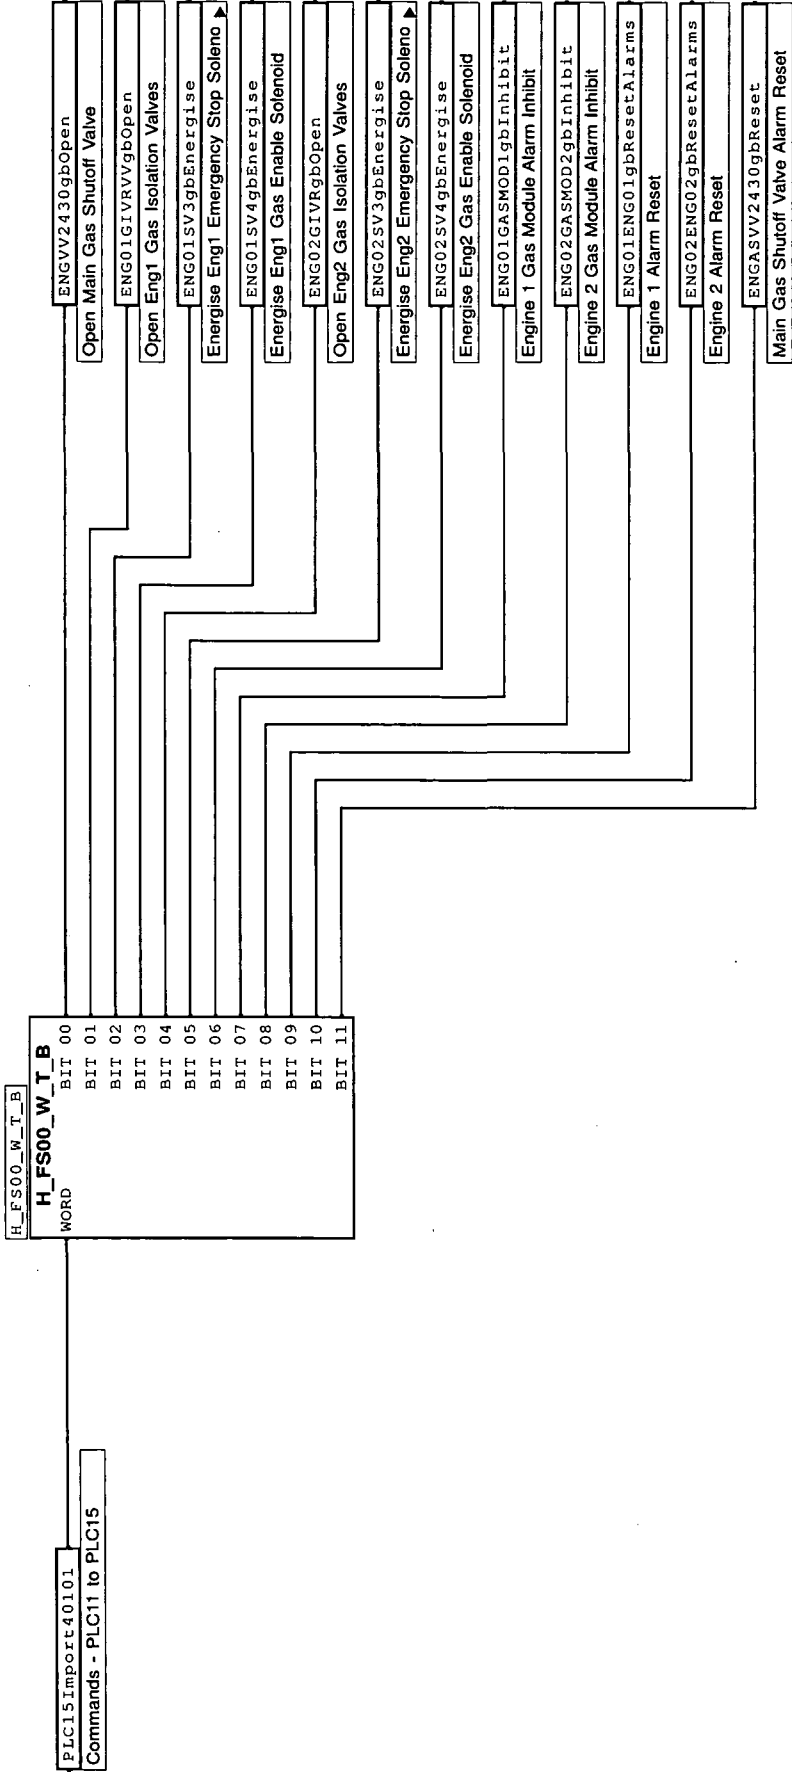 PLC15Import40101
Commands - PLC11 to PLC15
H_FS00_W_T_B
H_FS00_W_T_B
WORD
BIT 00
BIT 01
BIT 02
BIT 03
BIT 04
BIT 05
BIT 06
BIT 07
BIT 08
BIT 09
BIT 10
BIT 11
ENGVV2430gbOpen
Open Main Gas Shutoff Valve
ENG01GIVRVVgbOpen
Open Eng1 Gas Isolation Valves
ENG01SV3gbEnergise
Energise Eng1 Emergency Stop Soleno
ENG01SV4gbEnergise
Energise Eng1 Gas Enable Solenoid
ENG02GIVRgbOpen
Open Eng2 Gas Isolation Valves
ENG02SV3gbEnergise
Energise Eng2 Emergency Stop Soleno
ENG02SV4gbEnergise
Energise Eng2 Gas Enable Solenoid
ENG01GASMOD1gbInhibit
Engine 1 Gas Module Alarm Inhibit
ENG02GASMOD2gbInhibit
Engine 2 Gas Module Alarm Inhibit
ENG01ENG01gbResetAlarms
Engine 1 Alarm Reset
ENG02ENG02gbResetAlarms
Engine 2 Alarm Reset
ENGASVV2430gbReset
Main Gas Shutoff Valve Alarm Reset